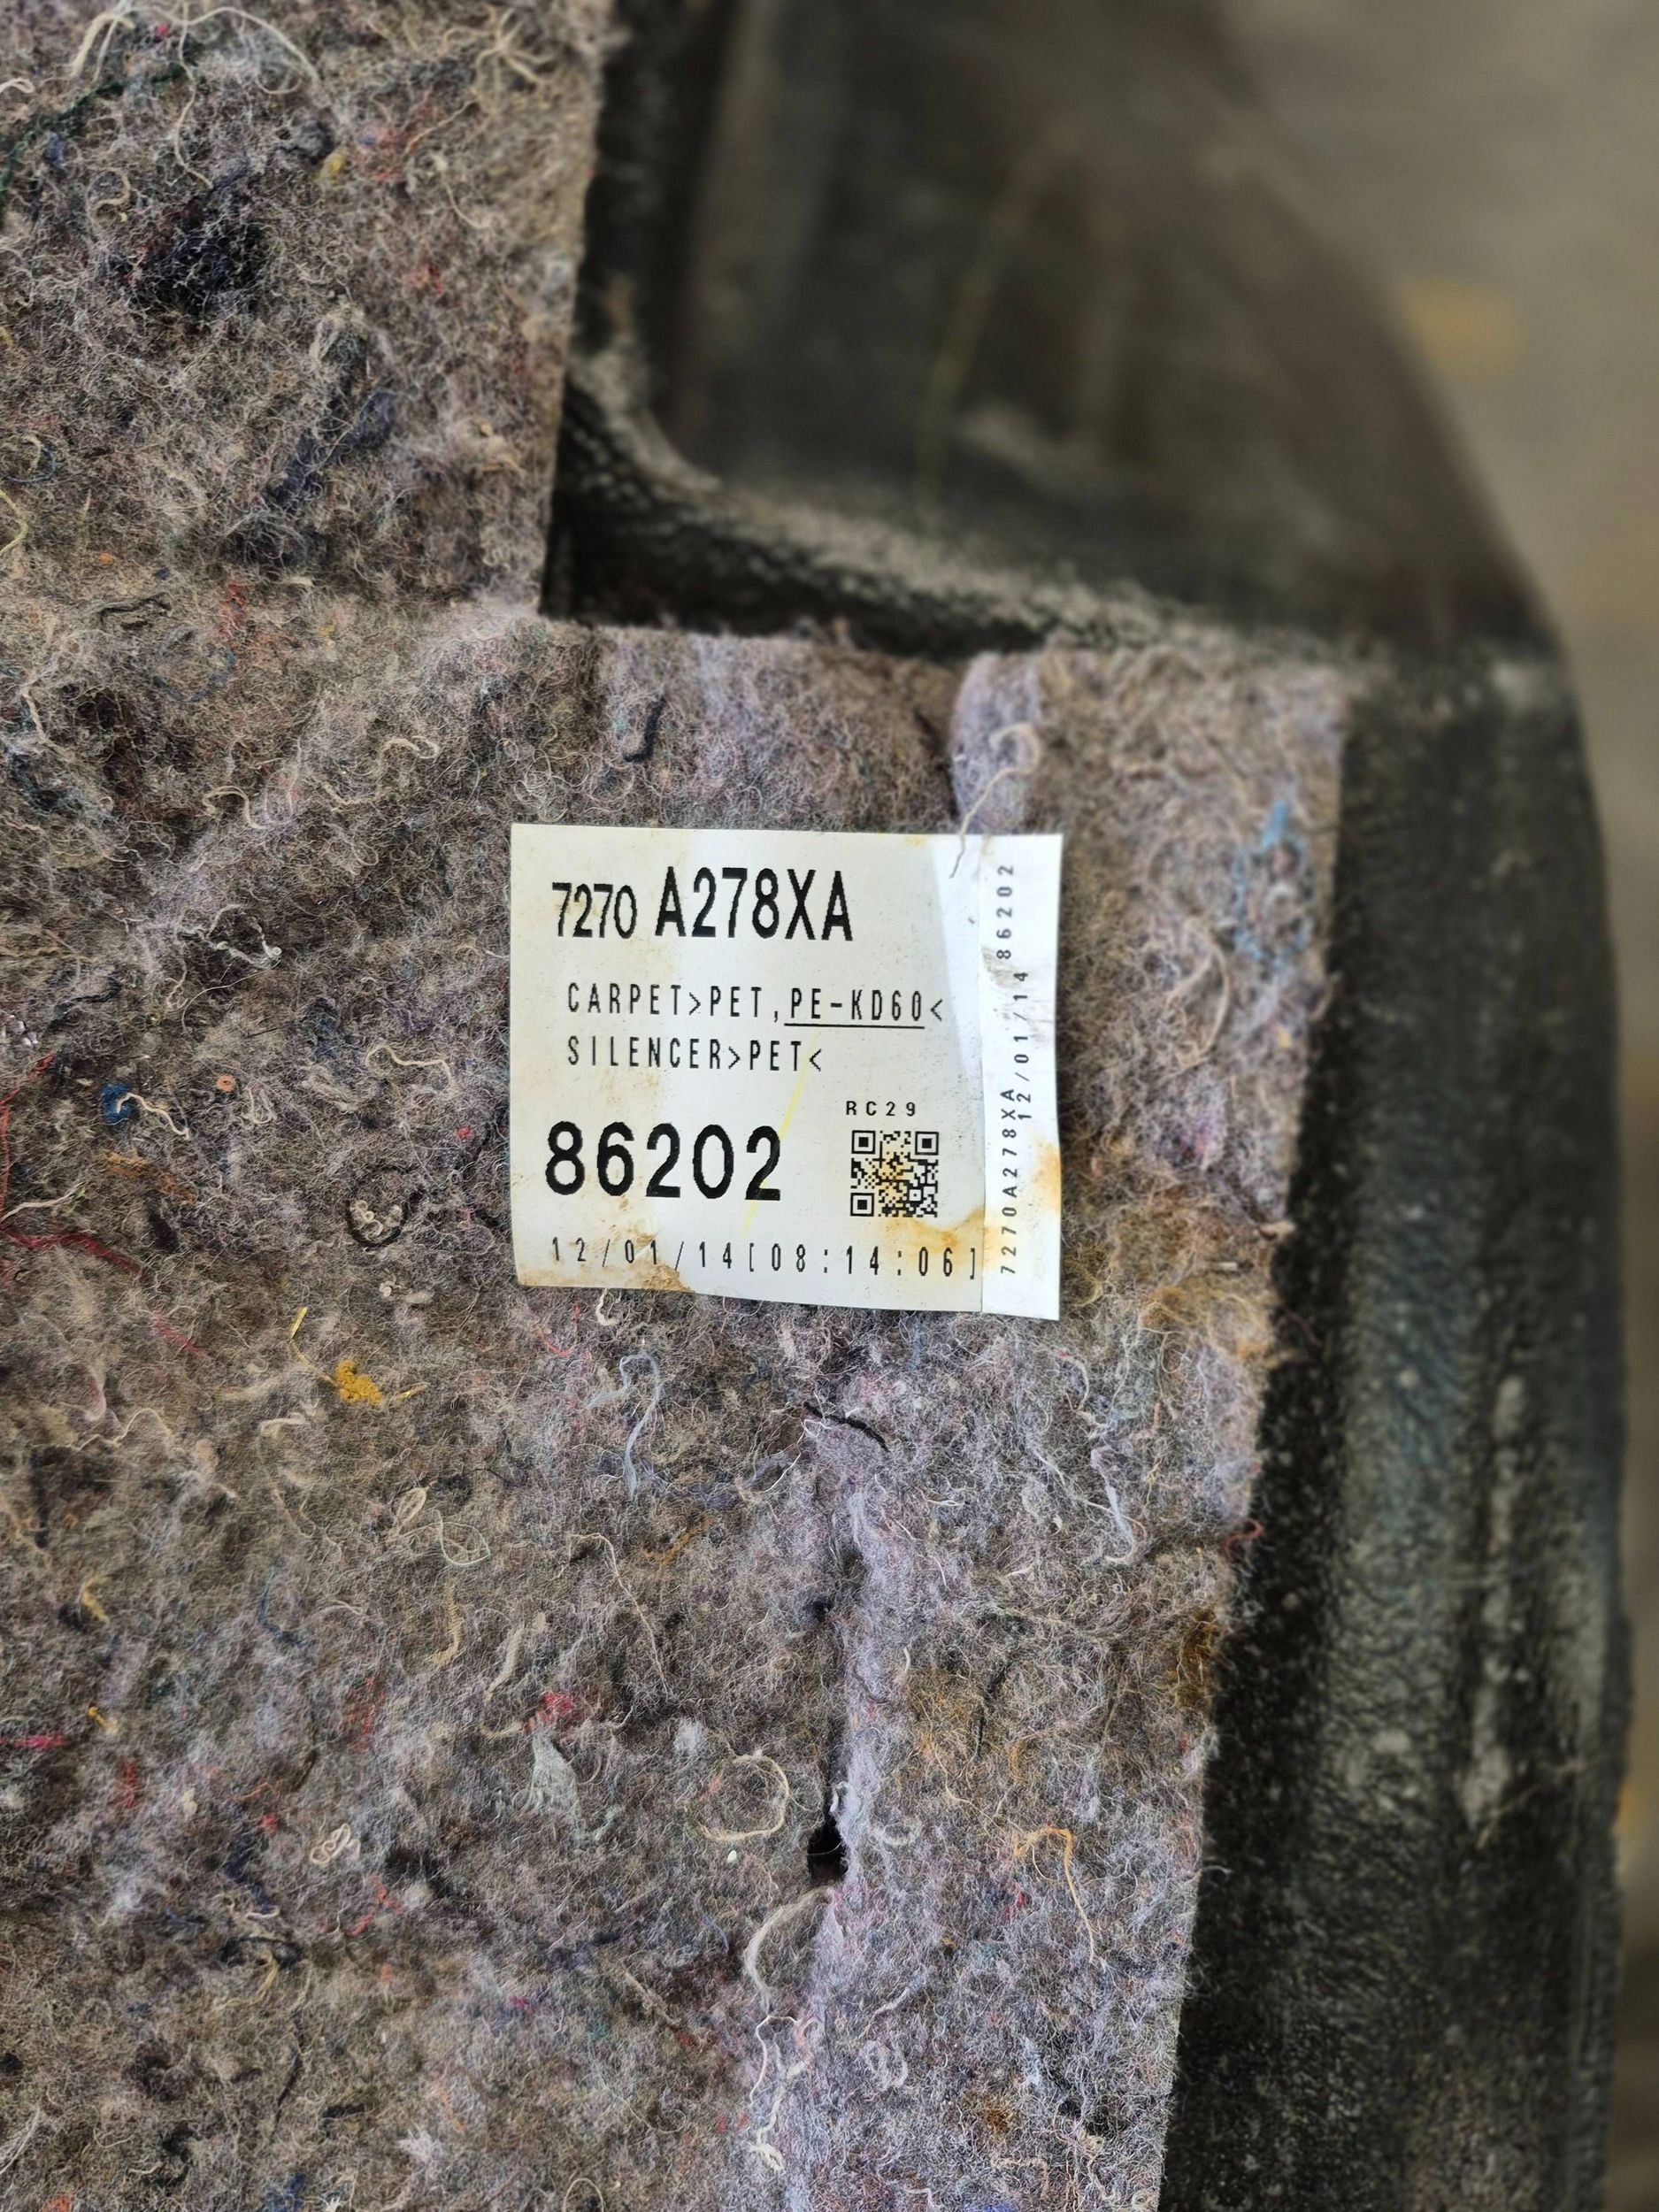 7270 A278XA
CARPET>PET,PE-KD60<
SILENCER>PET<
RC29
86202
12/01/14[08:14:06]
7270A278XA 86202
12/01/14